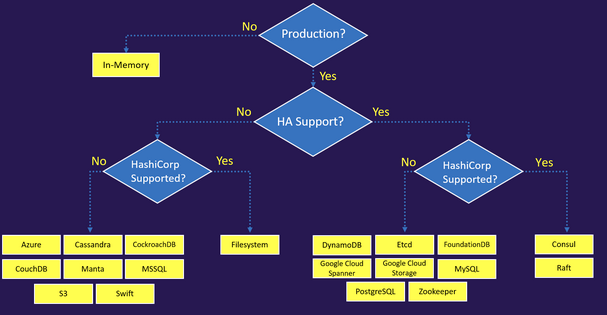 Production?
No
Yes
In-Memory
HA Support?
No
Yes
HashiCorp
Supported?
No
Yes
HashiCorp
Supported?
No
Yes
Azure
Cassandra
CockroachDB
CouchDB
Manta
MSSQL
S3
Swift
Filesystem
DynamoDB
Etcd
FoundationDB
Google Cloud
Spanner
Google Cloud
Storage
MySQL
PostgreSQL
Zookeeper
Consul
Raft